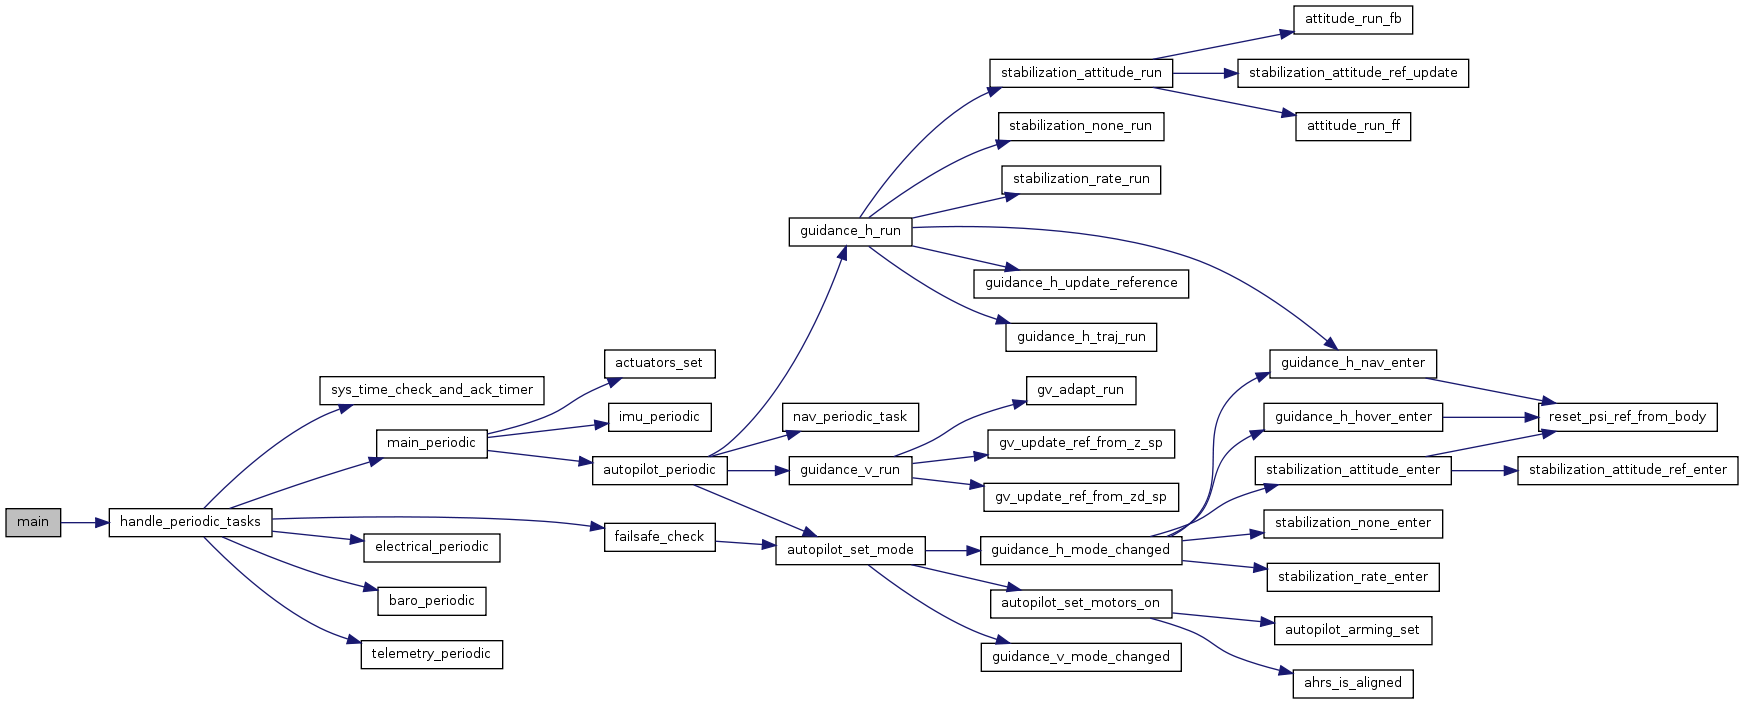 main
handle_periodic_tasks
sys_time_check_and_ack_timer
main_periodic
failsafe_check
electrical_periodic
baro_periodic
telemetry_periodic
actuators_set
imu_periodic
autopilot_periodic
guidance_h_run
nav_periodic_task
guidance_v_run
autopilot_set_mode
stabilization_attitude_run
stabilization_none_run
stabilization_rate_run
guidance_h_update_reference
guidance_h_traj_run
gv_adapt_run
gv_update_ref_from_z_sp
gv_update_ref_from_zd_sp
guidance_h_mode_changed
autopilot_set_motors_on
guidance_v_mode_changed
attitude_run_fb
stabilization_attitude_ref_update
attitude_run_ff
guidance_h_nav_enter
guidance_h_hover_enter
stabilization_attitude_enter
stabilization_none_enter
stabilization_rate_enter
autopilot_arming_set
ahrs_is_aligned
reset_psi_ref_from_body
stabilization_attitude_ref_enter